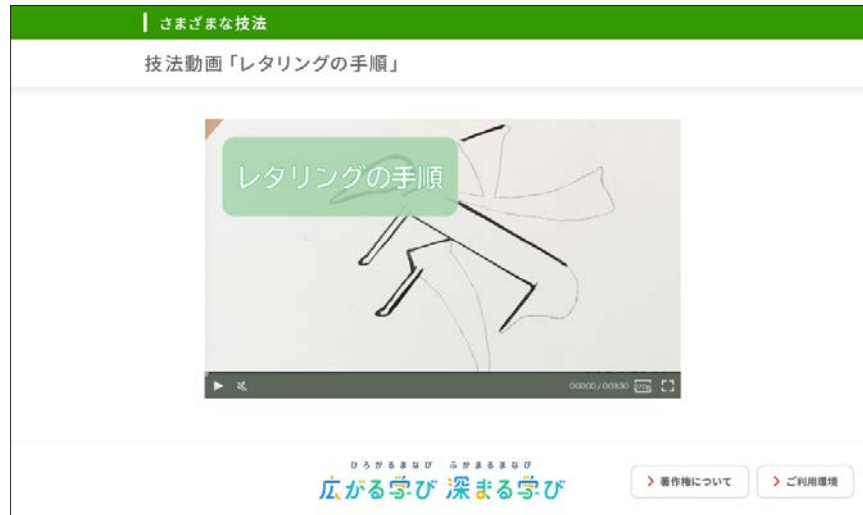 さまざまな技法
技法動画「レタリングの手順」
レタリングの手順
00:00:00 / 00:03:30
ひろがるまなび ふかまるまなび
広がる学び 深まる学び
著作権について
ご利用環境